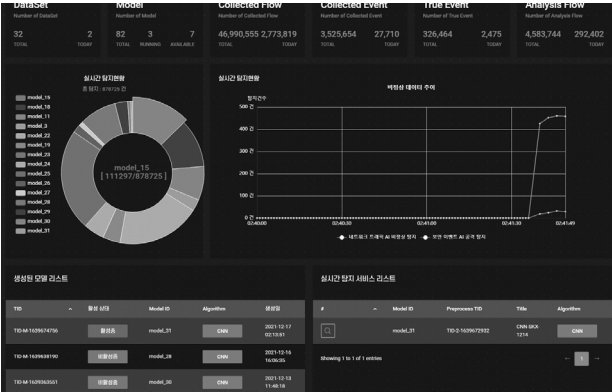 DataSet
Number of DataSet
32 2
TOTAL TODAY
Model
Number of Model
82 3 7
TOTAL RUNNING AVAILABLE
Collected Flow
Number of Collected Flow
46,990,555 2,773,819
TOTAL TODAY
Collected Event
Number of Collected Event
3,525,654 27,710
TOTAL TODAY
True Event
Number of True Event
326,464 2,475
TOTAL TODAY
Analysis Flow
Number of Analysis Flow
4,583,744 292,402
TOTAL TODAY
실시간 탐지현황
총 탐지 : 878725 건
model_15
model_18
model_11
model_3
model_22
model_19
model_23
model_24
model_25
model_26
model_27
model_28
model_29
model_30
model_31
model_15
[ 111297/878725 ]
실시간 탐지현황
비정상 데이터 추이
탐지건수
500 건
400 건
300 건
200 건
100 건
0 건
02:40:00 02:40:30 02:41:00 02:41:30 02:41:49
네트워크 트래픽 AI 비정상 탐지 보안 이벤트 AI 공격 탐지
생성된 모델 리스트
TID 활성 상태 Model ID Algorithm 생성일
TID-M-1639674756 활성중 model_31 CNN 2021-12-17 02:13:51
TID-M-1639638190 비활성중 model_28 CNN 2021-12-16 16:06:35
TID-M-1639363551 비활성중 model_30 CNN 2021-12-13 11:48:18
실시간 탐지 서비스 리스트
# Model ID Preprocess TID Title Algorithm
model_31 TID-2-1639672932 CNN-SKX-1214 CNN
Showing 1 to 1 of 1 entries
1